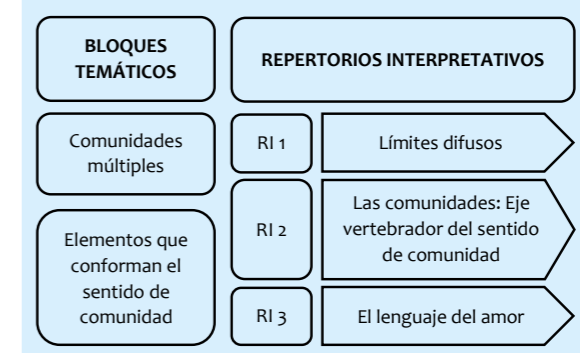 BLOQUES
TEMÁTICOS
REPERTORIOS INTERPRETATIVOS
Comunidades
múltiples
RI 1
Límites difusos
RI 2
Las comunidades: Eje
vertebrador del sentido
de comunidad
Elementos que
conforman el
sentido de
comunidad
RI 3
El lenguaje del amor